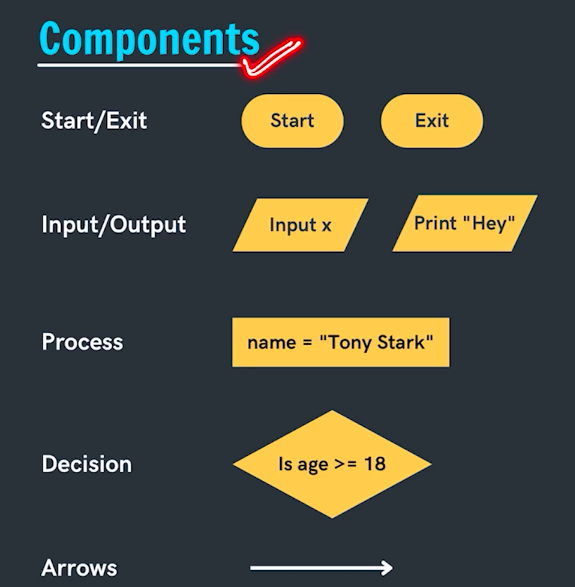 Components
Start/Exit Start Exit
Input/Output Input x Print "Hey"
Process name = "Tony Stark"
Decision Is age >= 18
Arrows